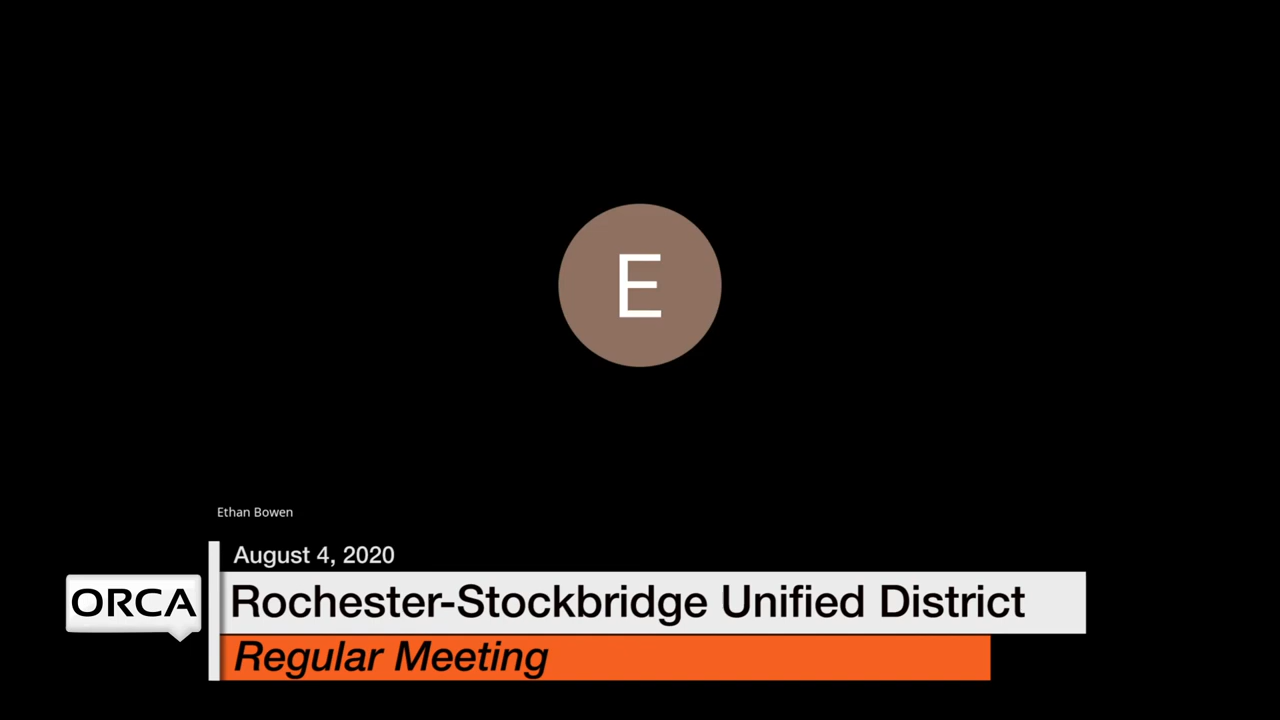 E
Ethan Bowen
August 4, 2020
ORCA
Rochester-Stockbridge Unified District
Regular Meeting